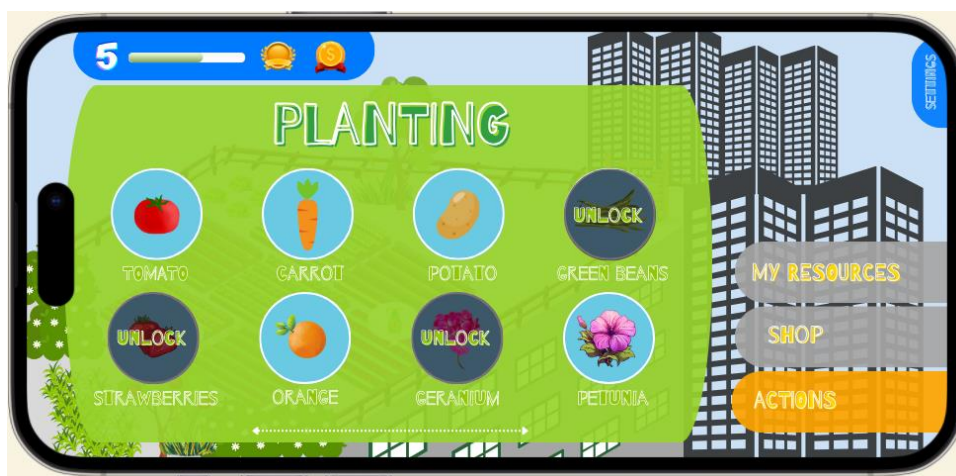 5
SETTINGS
PLANTING
UNLOCK
TOMATO
CARROT
POTATO
GREEN BEANS
MY RESOURCES
UNLOCK
UNLOCK
SHOP
STRAWBERRIES
ORANGE
GERANIUM
PETUNIA
ACTIONS